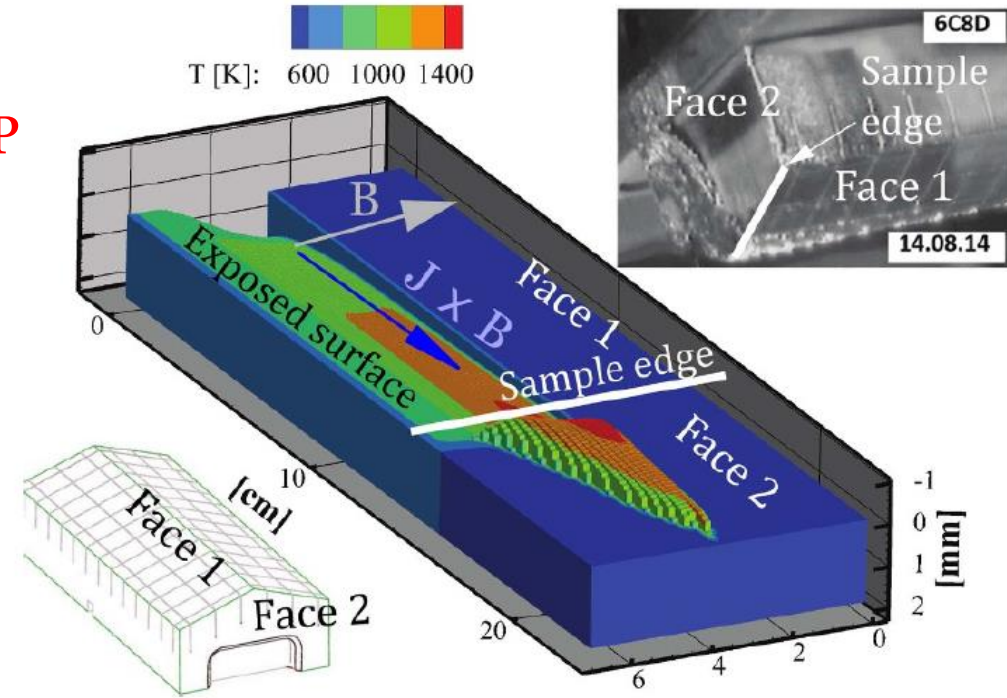 T [K]: 600 1000 1400
P
6C8D
Sample
edge
Face 2
Face 1
14.08.14
B
Exposed surface
J X B
Face 1
Sample edge
Face 2
0
10
20
[cm]
-1
0
1
2
[mm]
6
4
2
0
Face 1
Face 2